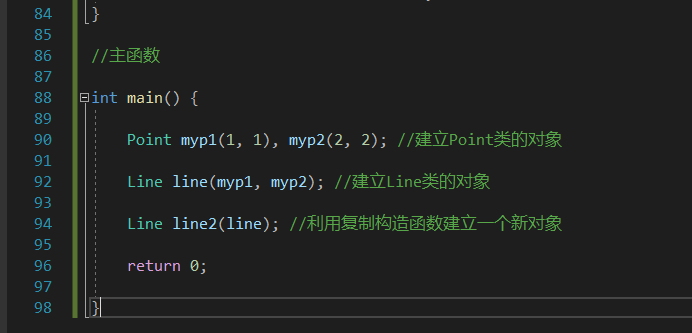 84 }
85
86 //主函数
87
88 int main() {
89
90 Point myp1(1, 1), myp2(2, 2); //建立Point类的对象
91
92 Line line(myp1, myp2); //建立Line类的对象
93
94 Line line2(line); //利用复制构造函数建立一个新对象
95
96 return 0;
97
98 }